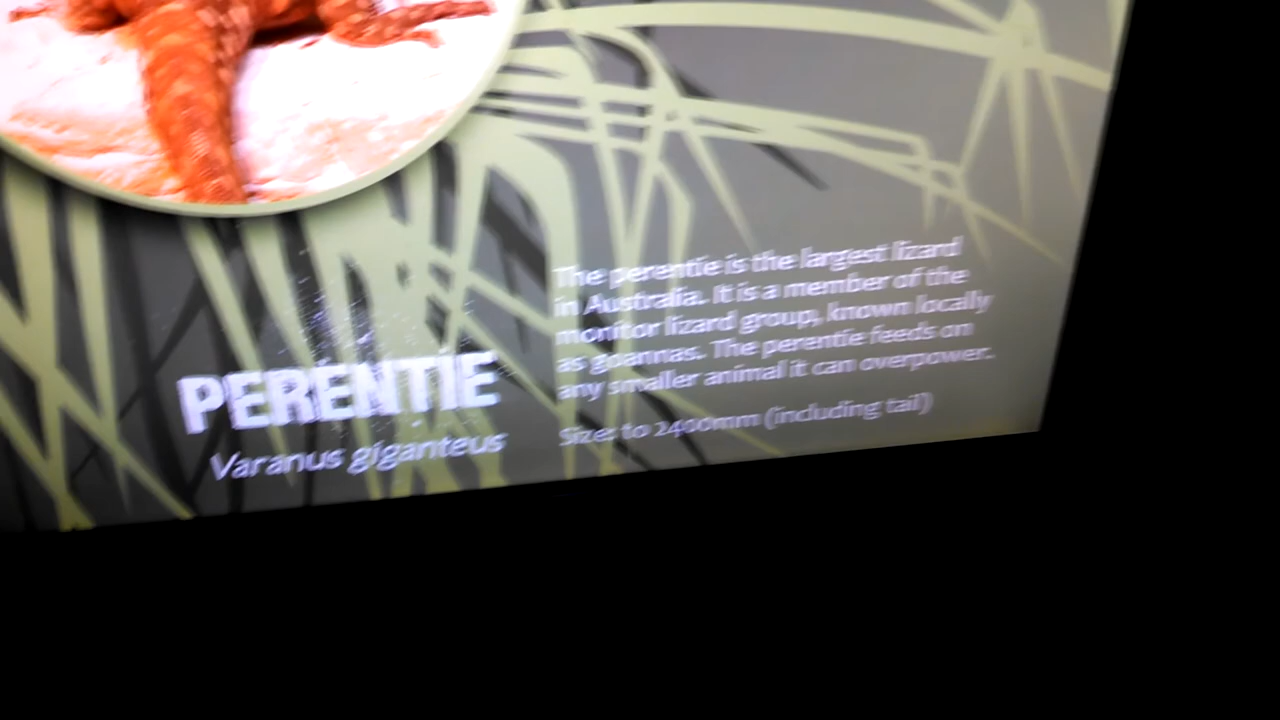 PERENTIE
Varanus giganteus
The perentie is the largest lizard
in Australia. It is a member of the
monitor lizard group, known locally
as goannas. The perentie feeds on
any smaller animal it can overpower.
Size: to 2400mm (including tail)